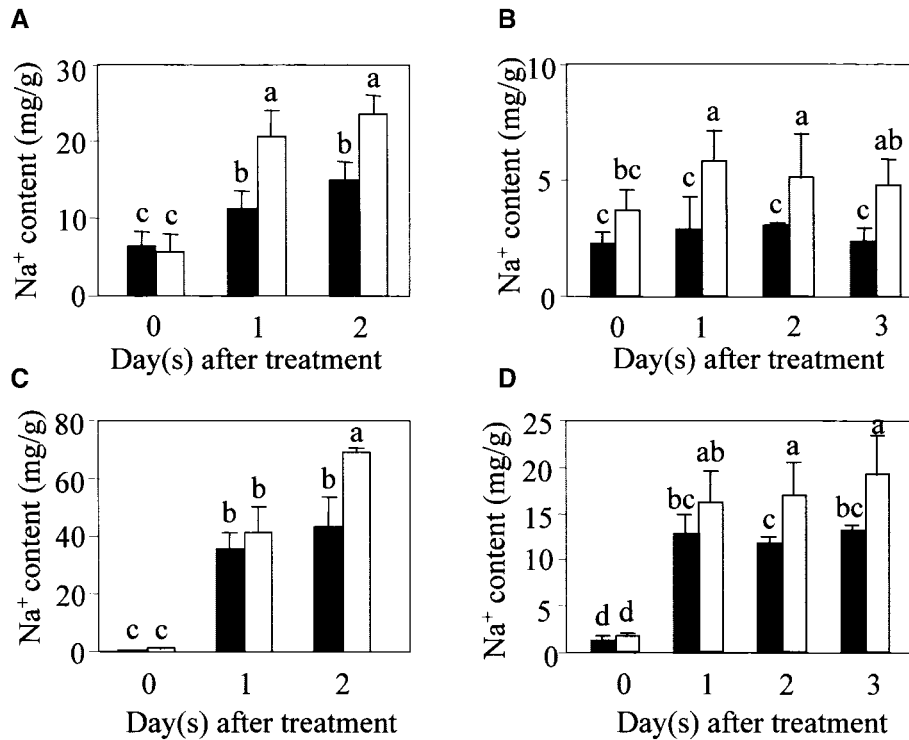 A
Na⁺ content (mg/g)
30
20
10
0
c c b a b a
0 1 2
Day(s) after treatment
B
Na⁺ content (mg/g)
10
5
0
c bc c a c a c ab
0 1 2 3
Day(s) after treatment
C
Na⁺ content (mg/g)
80
60
40
20
0
c c b b b a
0 1 2
Day(s) after treatment
D
Na⁺ content (mg/g)
25
20
15
10
5
0
d d bc ab c a bc a
0 1 2 3
Day(s) after treatment